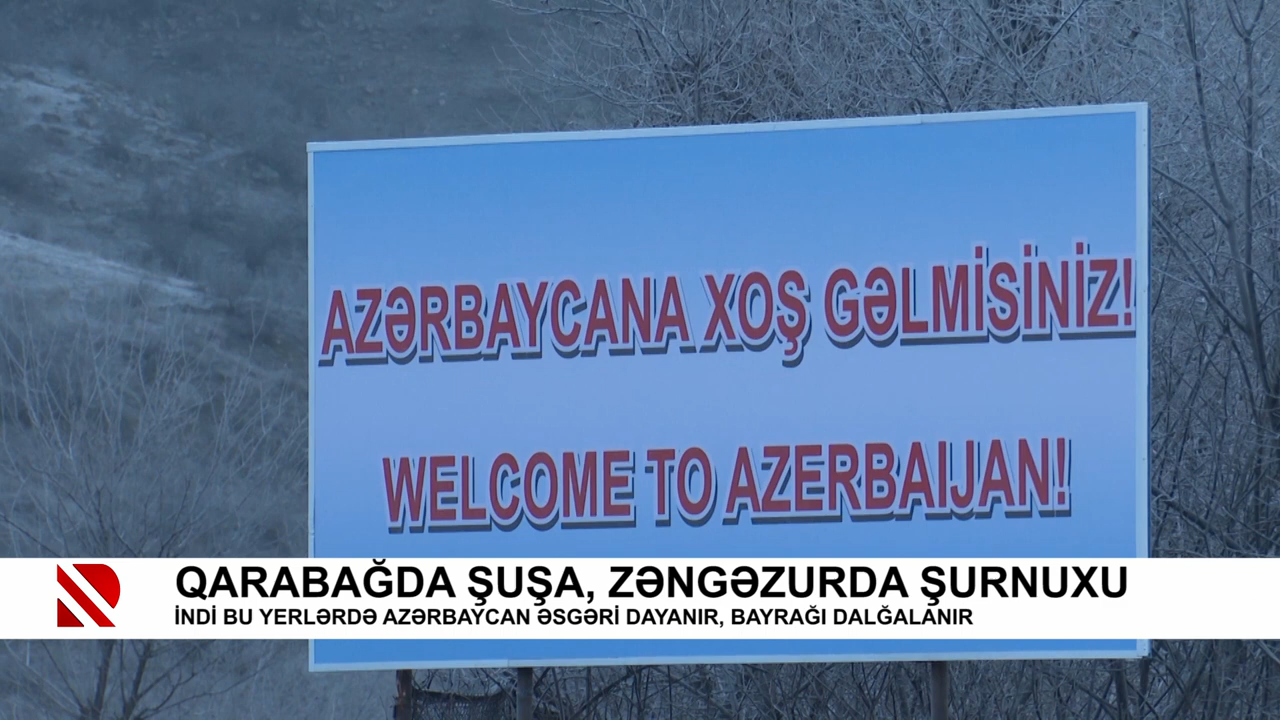 AZƏRBAYCANA XOŞ GƏLMİSİNİZ!
WELCOME TO AZERBAIJAN!
QARABAĞDA ŞUŞA, ZƏNGƏZURDA ŞURNUXU
İNDİ BU YERLƏRDƏ AZƏRBAYCAN ƏSGƏRİ DAYANIR, BAYRAĞI DALĞALANIR